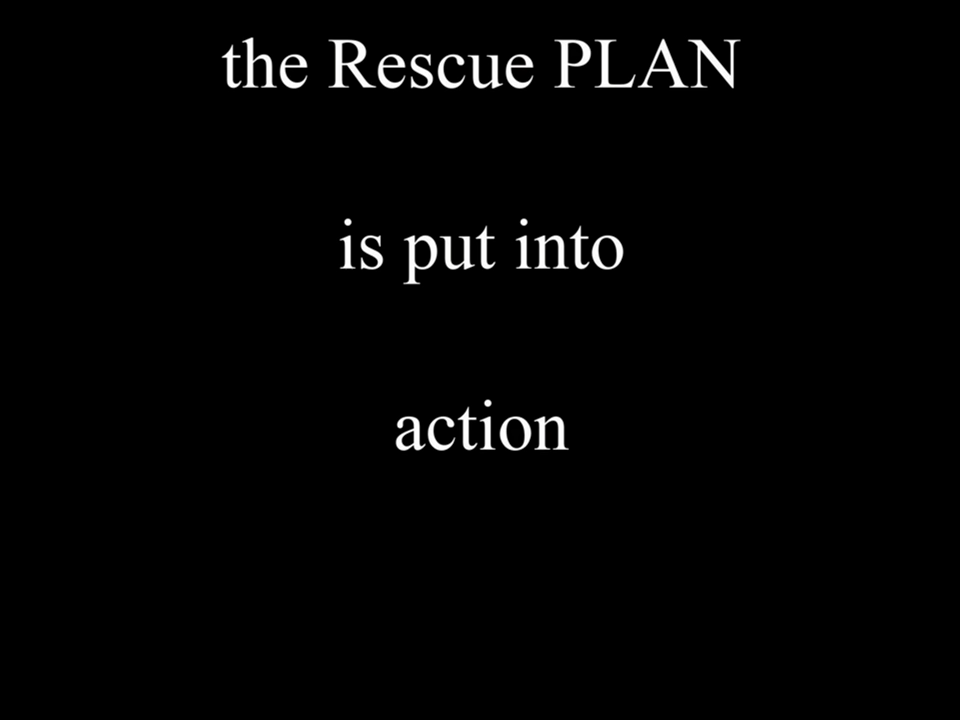 the Rescue PLAN
is put into
action